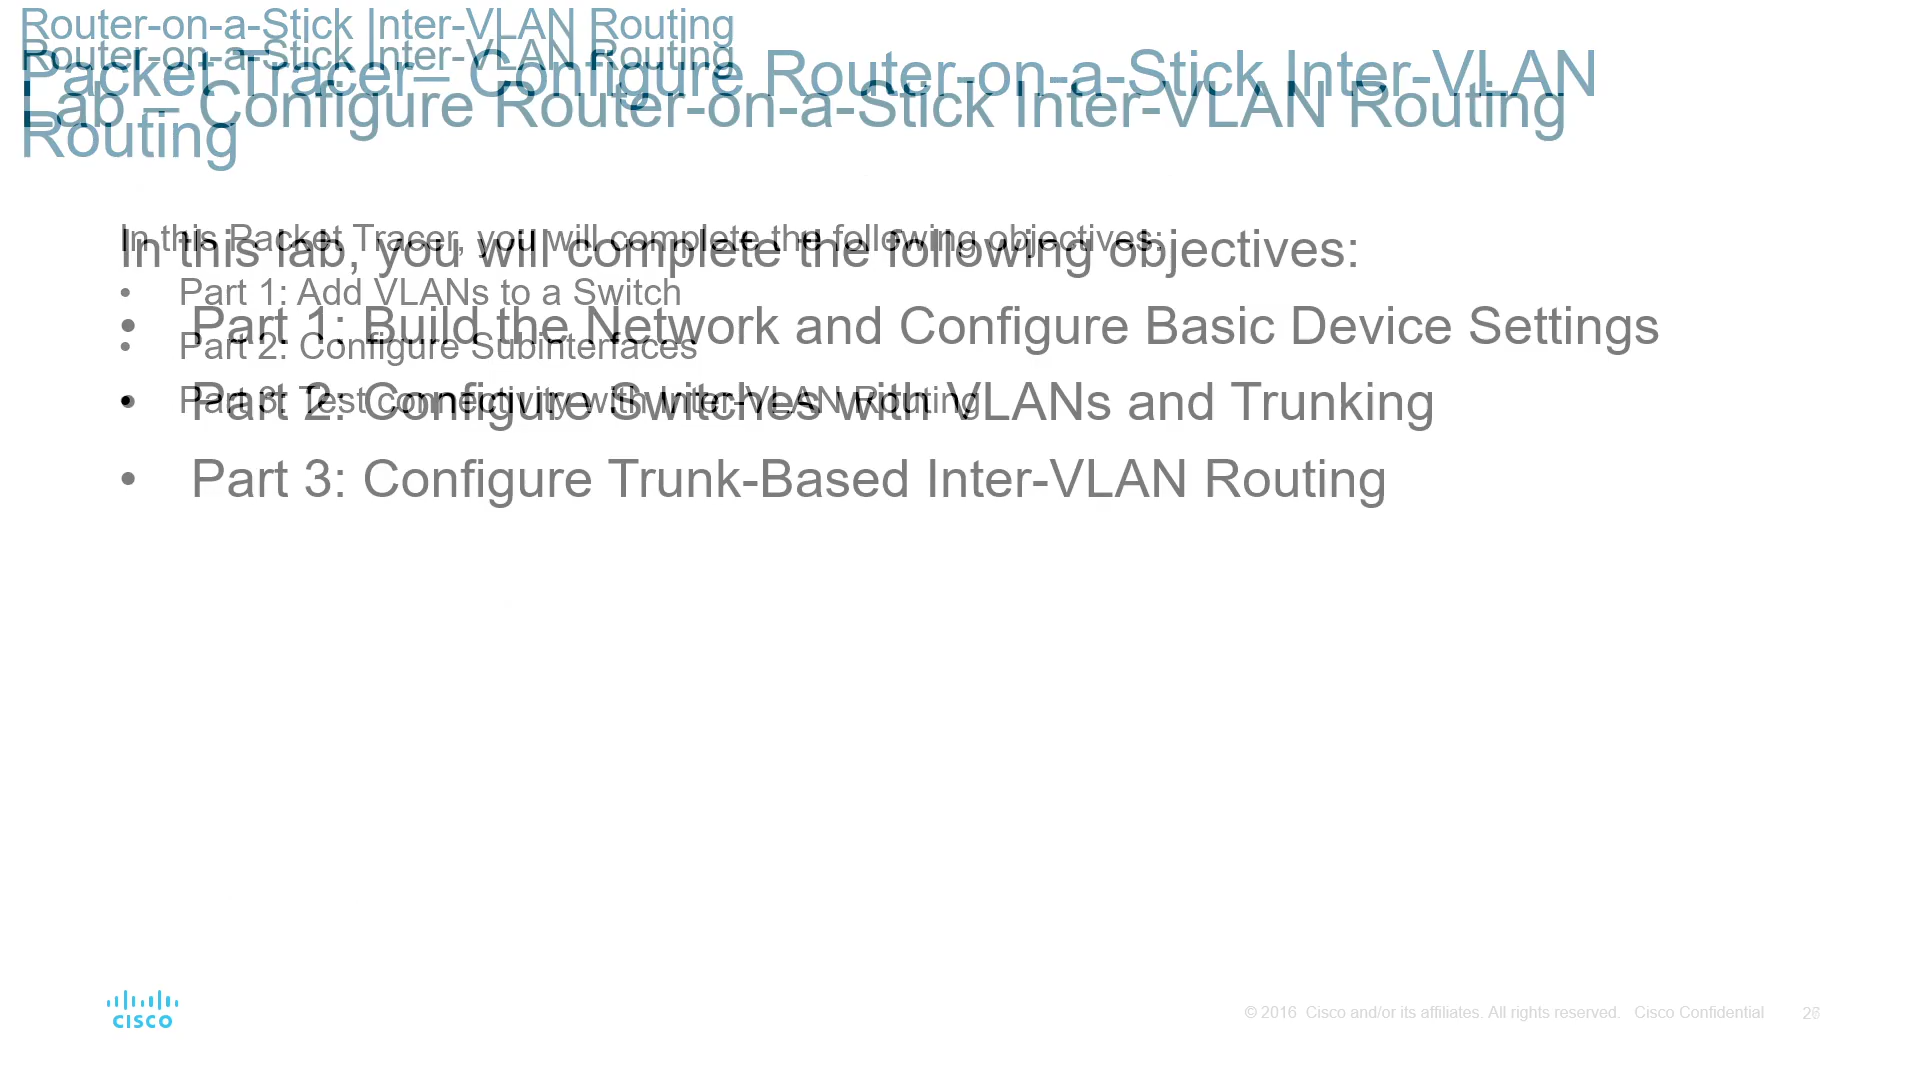 Router-on-a-Stick Inter-VLAN Routing
Packet Tracer– Configure Router-on-a-Stick Inter-VLAN
Routing
In this Packet Tracer, you will complete the following objectives:
• Part 1: Add VLANs to a Switch
• Part 2: Configure Subinterfaces
• Part 3: Test connectivity with Inter-VLAN Routing
Router-on-a-Stick Inter-VLAN Routing
Lab – Configure Router-on-a-Stick Inter-VLAN Routing
In this lab, you will complete the following objectives:
• Part 1: Build the Network and Configure Basic Device Settings
• Part 2: Configure Switches with VLANs and Trunking
• Part 3: Configure Trunk-Based Inter-VLAN Routing
CISCO
© 2016 Cisco and/or its affiliates. All rights reserved. Cisco Confidential